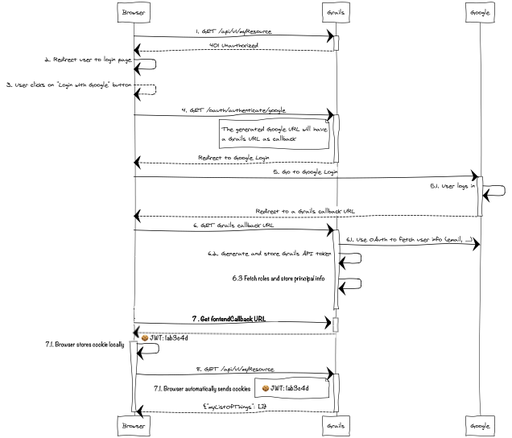 Browser
Grails
Google
1. GET /api/v1/myResource
401 Unauthorized
2. Redirect user to login page
3. User clicks on "Login with Google" button
4. GET /oauth/authenticate/google
The generated Google URL will have
a Grails URL as callback
Redirect to Google Login
5. Go to Google Login
5.1. User logs in
Redirect to a Grails callback URL
6. GET Grails callback URL
6.1. Use OAuth to fetch user info (email, ...)
6.2. Generate and store Grails API token
6.3 Fetch roles and store principal info
7. Get fontendCallback URL
JWT: 1ab3c4d
7.1. Browser stores cookie locally
8. GET /api/v1/myResource
7.1. Browser automatically sends cookies
JWT: 1ab3c4d
{"myListOfThings":
Browser
Grails
Google